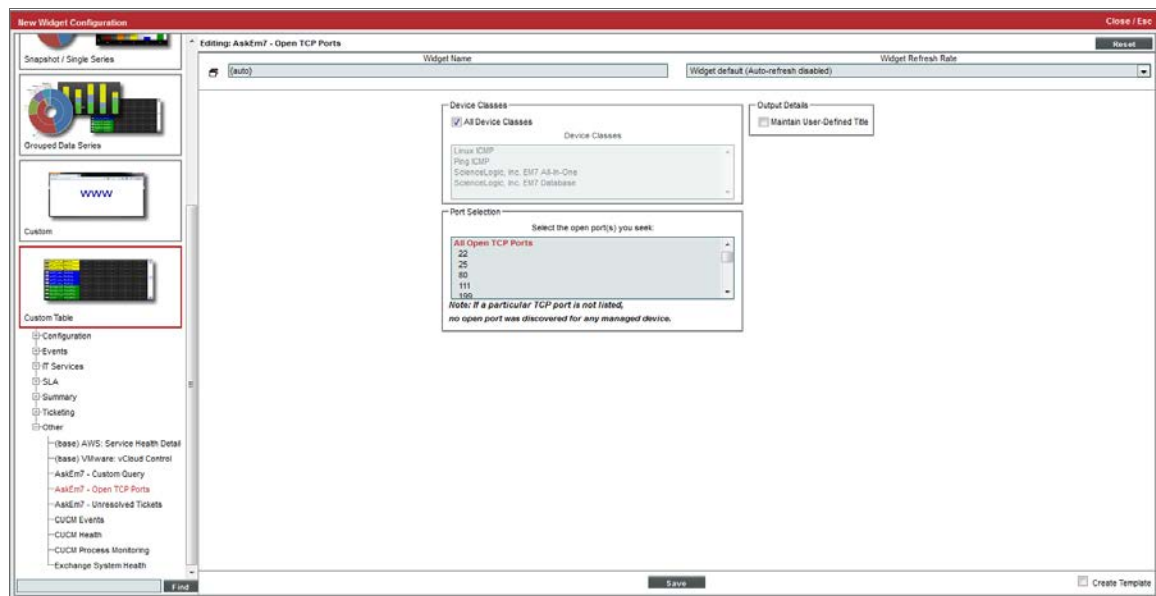 New Widget Configuration
Close / Esc
Snapshot / Single Series
Grouped Data Series
www
Custom
Custom Table
Configuration
Events
IT Services
SLA
Summary
Ticketing
Other
(base) AWS: Service Health Detail
(base) VMware: vCloud Control
AskEm7 - Custom Query
AskEm7 - Open TCP Ports
AskEm7 - Unresolved Tickets
CUCM Events
CUCM Health
CUCM Process Monitoring
Exchange System Health
Find
Editing: AskEm7 - Open TCP Ports
Reset
Widget Name
Widget Refresh Rate
{auto}
Widget default (Auto-refresh disabled)
Device Classes
All Device Classes
Device Classes
Linux ICMP
Ping ICMP
ScienceLogic, Inc. EM7 All-In-One
ScienceLogic, Inc. EM7 Database
Output Details
Maintain User-Defined Title
Port Selection
Select the open port(s) you seek:
All Open TCP Ports
22
25
80
111
199
Note: If a particular TCP port is not listed,
no open port was discovered for any managed device.
Save
Create Template